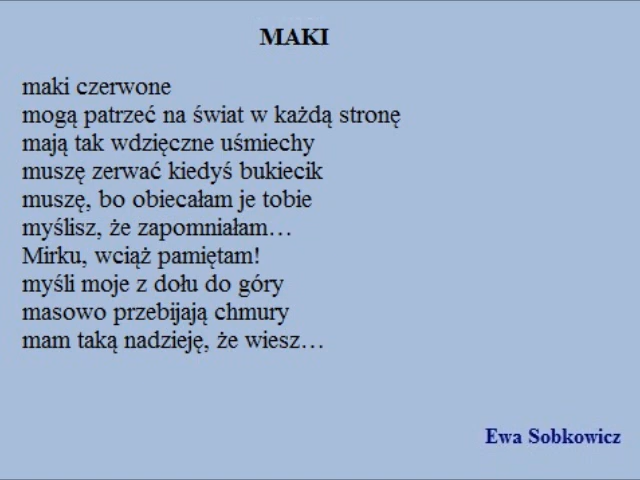 MAKI
maki czerwone
mogą patrzeć na świat w każdą stronę
mają tak wdzięczne uśmiechy
muszę zerwać kiedyś bukiecik
muszę, bo obiecałam je tobie
myślisz, że zapomniałam…
Mirku, wciąż pamiętam!
myśli moje z dołu do góry
masowo przebijają chmury
mam taką nadzieję, że wiesz…
Ewa Sobkowicz